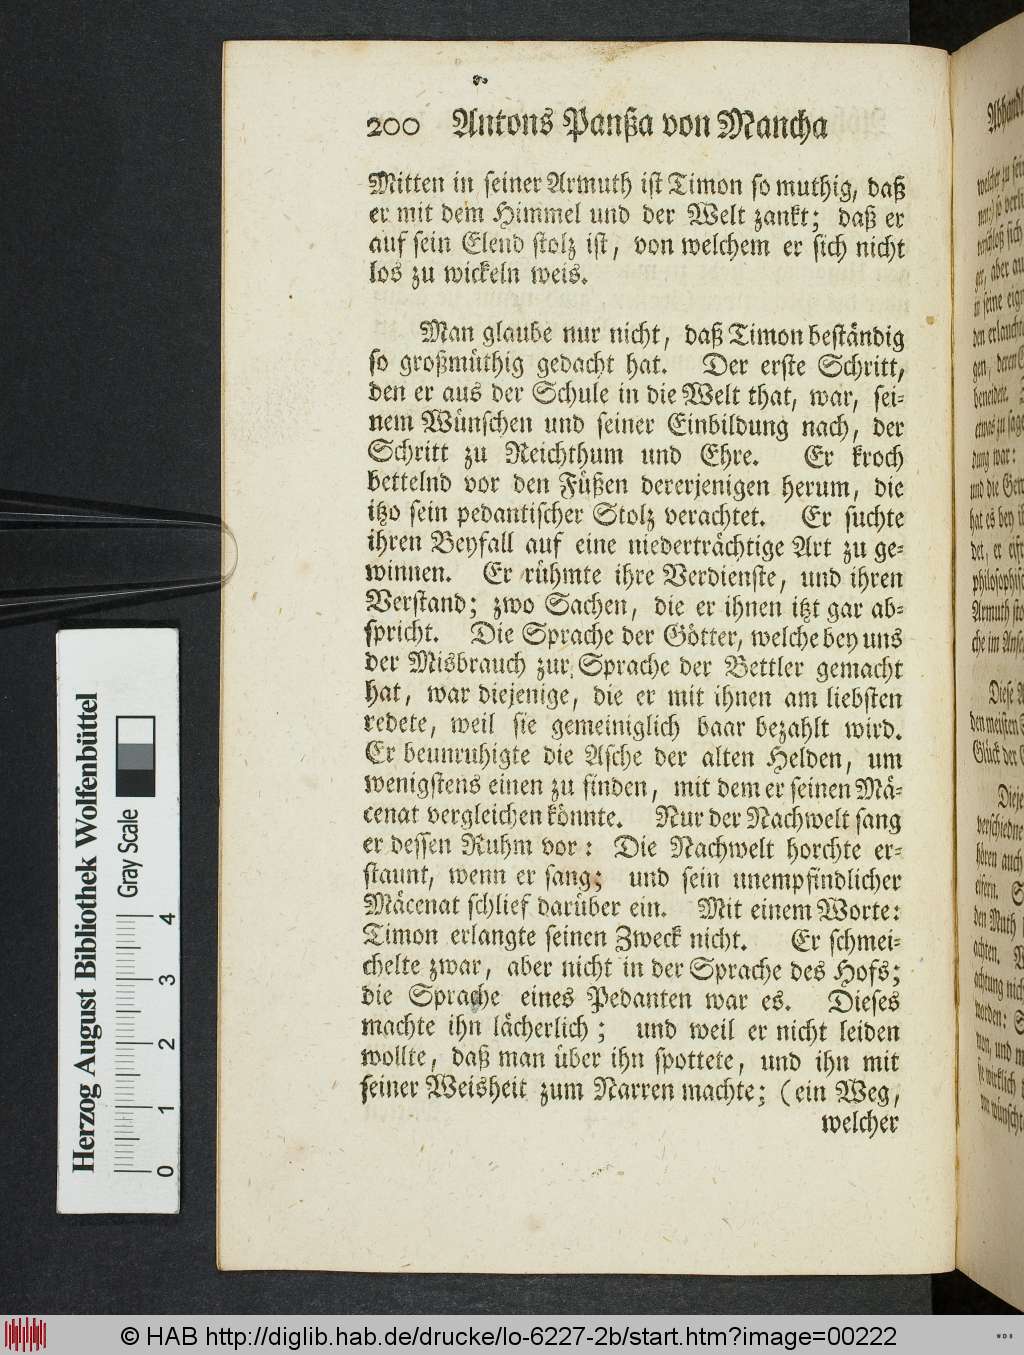 200 Antons Panßa von Mancha
Mitten in seiner Armuth ist Timon so muthig, daß
er mit dem Himmel und der Welt zankt; daß er
auf sein Elend stolz ist, von welchem er sich nicht
los zu wickeln weis.
Man glaube nur nicht, daß Timon beständig
so großmüthig gedacht hat. Der erste Schritt,
den er aus der Schule in die Welt that, war, sei=
nem Wünschen und seiner Einbildung nach, der
Schritt zu Reichthum und Ehre. Er kroch
bettelnd vor den Füßen dererjenigen herum, die
itzo sein pedantischer Stolz verachtet. Er suchte
ihren Beyfall auf eine niederträchtige Art zu ge=
winnen. Er rühmte ihre Verdienste, und ihren
Verstand; zwo Sachen, die er ihnen itzt gar ab=
spricht. Die Sprache der Götter, welche bey uns
der Misbrauch zur Sprache der Bettler gemacht
hat, war diejenige, die er mit ihnen am liebsten
redete, weil sie gemeiniglich baar bezahlt wird.
Er beunruhigte die Asche der alten Helden, um
wenigstens einen zu finden, mit dem er seinen Mä=
cenat vergleichen könnte. Nur der Nachwelt sang
er dessen Ruhm vor: Die Nachwelt horchte er=
staunt, wenn er sang; und sein unempfindlicher
Mäcenat schlief darüber ein. Mit einem Worte:
Timon erlangte seinen Zweck nicht. Er schmei=
chelte zwar, aber nicht in der Sprache des Hofs;
die Sprache eines Pedanten war es. Dieses
machte ihn lächerlich; und weil er nicht leiden
wollte, daß man über ihn spottete, und ihn mit
seiner Weisheit zum Narren machte; (ein Weg,
welcher
Herzog August Bibliothek Wolfenbüttel
Gray Scale
0 1 2 3 4
© HAB http://diglib.hab.de/drucke/lo-6227-2b/start.htm?image=00222